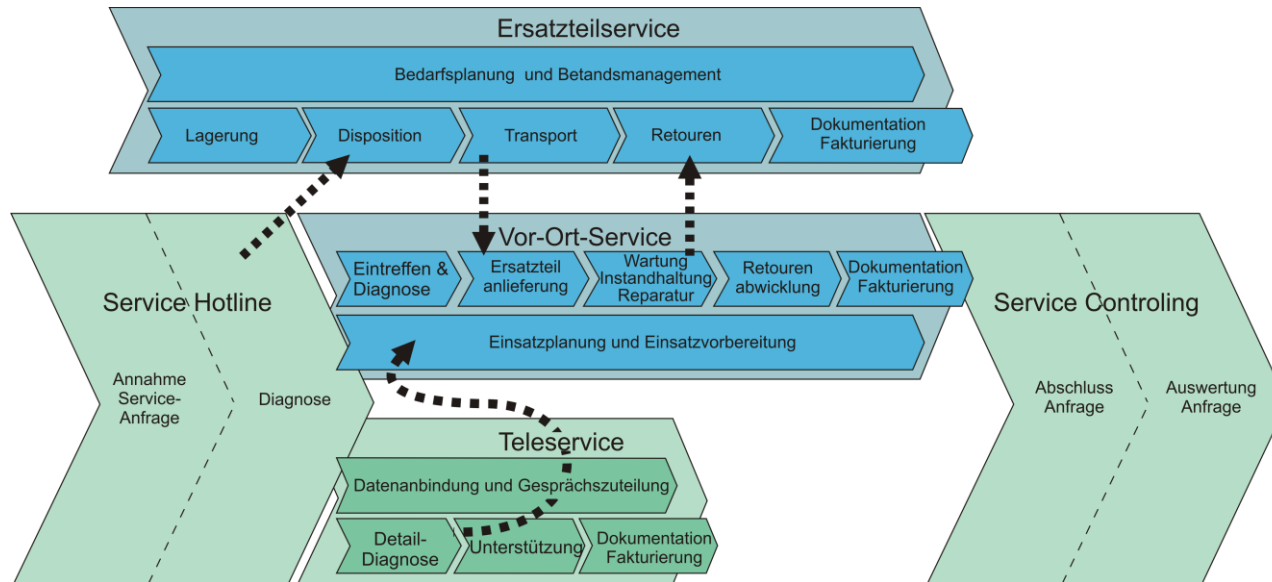 Ersatzteilservice
Bedarfsplanung und Betandsmanagement
Lagerung
Disposition
Transport
Retouren
Dokumentation
Fakturierung
Service Hotline
Annahme
Service-
Anfrage
Diagnose
Vor-Ort-Service
Eintreffen &
Diagnose
Ersatzteil
anlieferung
Wartung
Instandhaltung
Reparatur
Retouren
abwicklung
Dokumentation
Fakturierung
Einsatzplanung und Einsatzvorbereitung
Teleservice
Datenanbindung und Gesprächszuteilung
Detail-
Diagnose
Unterstützung
Dokumentation
Fakturierung
Service Controling
Abschluss
Anfrage
Auswertung
Anfrage